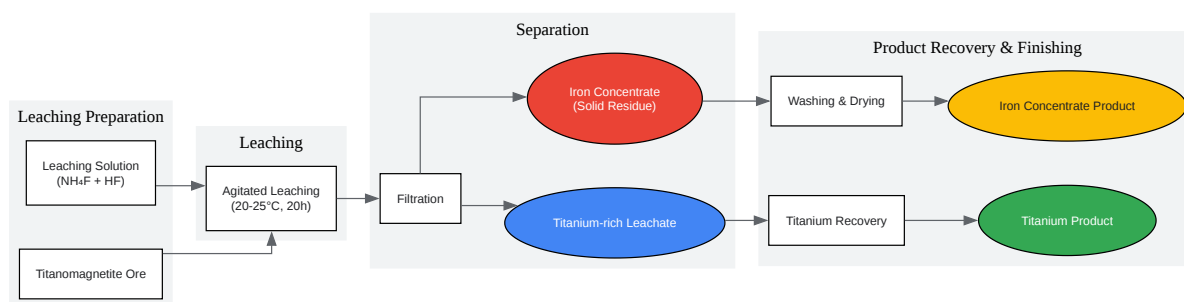 Leaching Preparation
Leaching Solution
(NH₄F + HF)
Titanomagnetite Ore
Leaching
Agitated Leaching
(20-25°C, 20h)
Separation
Filtration
Iron Concentrate
(Solid Residue)
Titanium-rich Leachate
Product Recovery & Finishing
Washing & Drying
Iron Concentrate Product
Titanium Recovery
Titanium Product